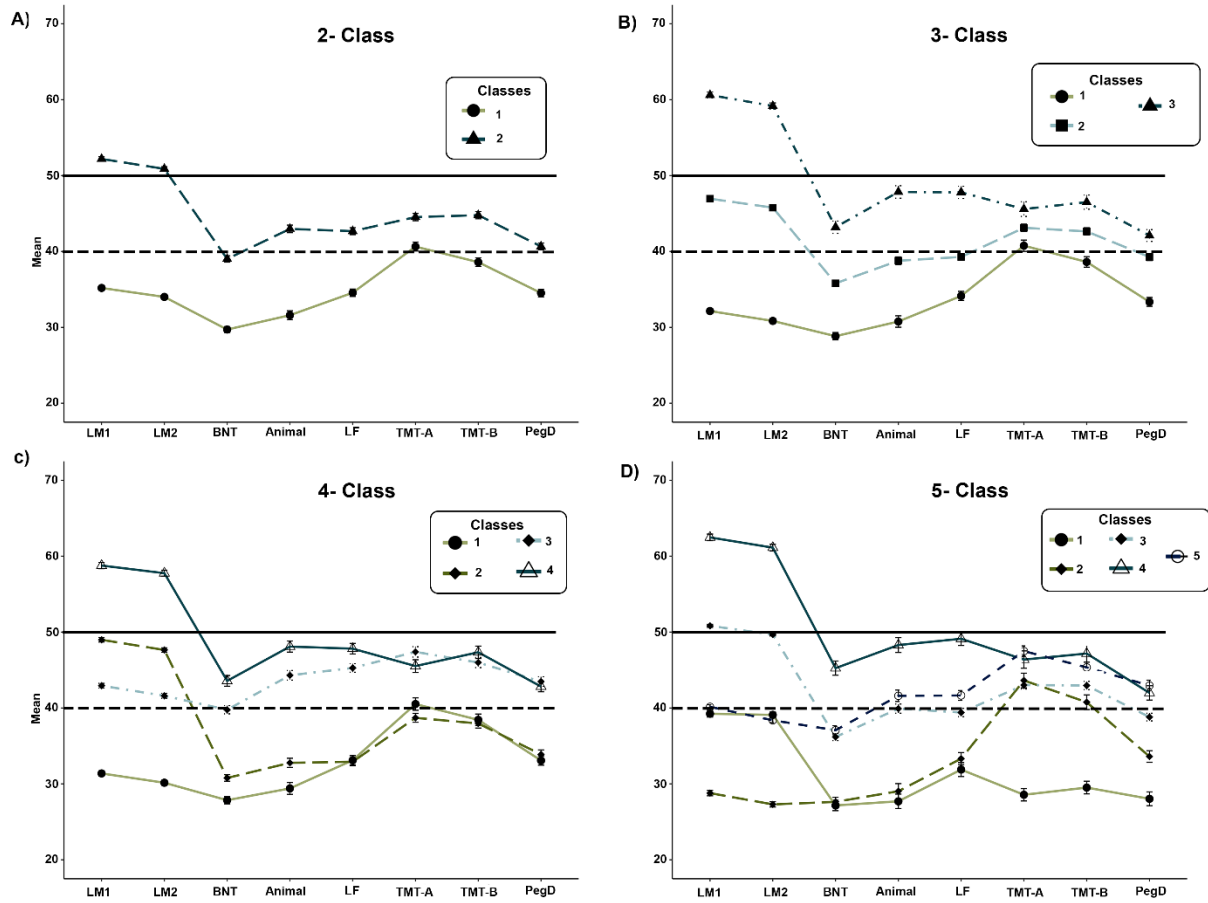 A)
2- Class
Classes
1
2
70
60
50
40
30
20
Mean
LM1 LM2 BNT Animal LF TMT-A TMT-B PegD
B)
3- Class
Classes
1 3
2
70
60
50
40
30
20
LM1 LM2 BNT Animal LF TMT-A TMT-B PegD
c)
4- Class
Classes
1 3
2 4
70
60
50
40
30
20
Mean
LM1 LM2 BNT Animal LF TMT-A TMT-B PegD
D)
5- Class
Classes
1 3 5
2 4
70
60
50
40
30
20
LM1 LM2 BNT Animal LF TMT-A TMT-B PegD